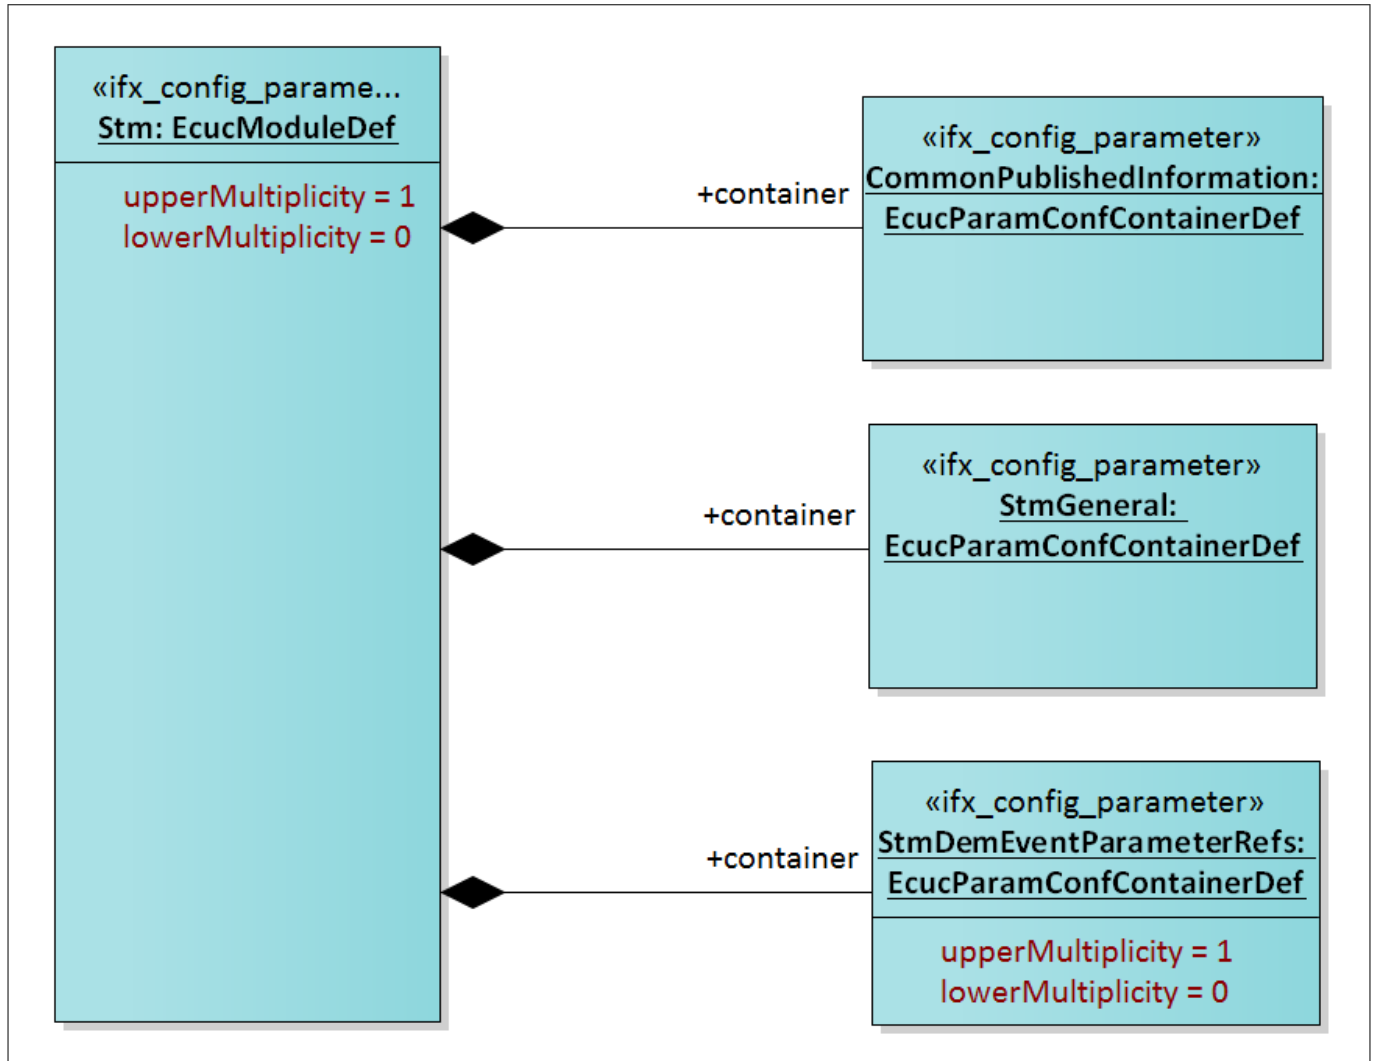 «ifx_config_parame...
Stm: EcucModuleDef
upperMultiplicity = 1
lowerMultiplicity = 0
+container
«ifx_config_parameter»
CommonPublishedInformation:
EcucParamConfContainerDef
+container
«ifx_config_parameter»
StmGeneral:
EcucParamConfContainerDef
+container
«ifx_config_parameter»
StmDemEventParameterRefs:
EcucParamConfContainerDef
upperMultiplicity = 1
lowerMultiplicity = 0